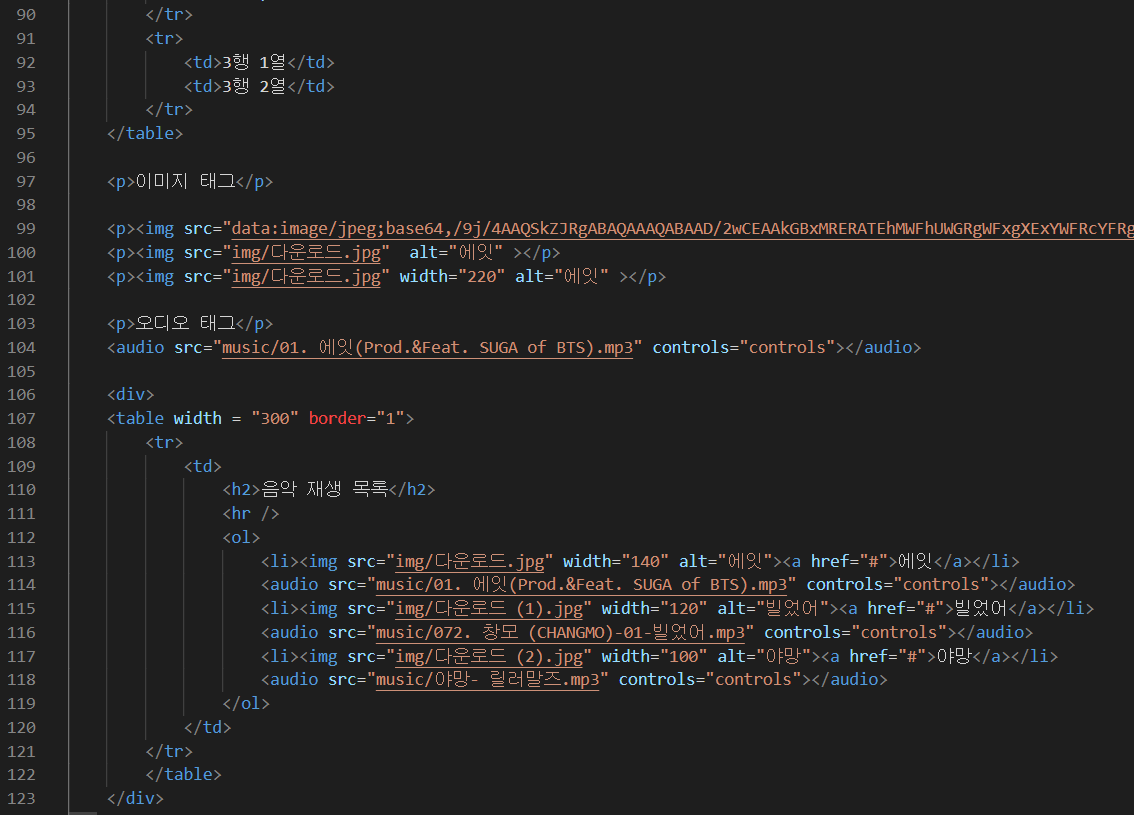 90 </tr>
91 <tr>
92 <td>3행 1열</td>
93 <td>3행 2열</td>
94 </tr>
95 </table>
96
97 <p>이미지 태그</p>
98
99 <p><img src="data:image/jpeg;base64,/9j/4AAQSkZJRgABAQAAAQABAAD/2wCEAAkGBxMRERATEhMWFhUWGRgWFxgXExYWFRcYFRg
100 <p><img src="img/다운로드.jpg"  alt="에잇" ></p>
101 <p><img src="img/다운로드.jpg" width="220" alt="에잇" ></p>
102
103 <p>오디오 태그</p>
104 <audio src="music/01. 에잇(Prod.&Feat. SUGA of BTS).mp3" controls="controls"></audio>
105
106 <div>
107 <table width = "300" border="1">
108 <tr>
109 <td>
110 <h2>음악 재생 목록</h2>
111 <hr />
112 <ol>
113 <li><img src="img/다운로드.jpg" width="140" alt="에잇"><a href="#">에잇</a></li>
114 <audio src="music/01. 에잇(Prod.&Feat. SUGA of BTS).mp3" controls="controls"></audio>
115 <li><img src="img/다운로드 (1).jpg" width="120" alt="빌었어"><a href="#">빌었어</a></li>
116 <audio src="music/072. 창모 (CHANGMO)-01-빌었어.mp3" controls="controls"></audio>
117 <li><img src="img/다운로드 (2).jpg" width="100" alt="야망"><a href="#">야망</a></li>
118 <audio src="music/야망- 릴러말즈.mp3" controls="controls"></audio>
119 </ol>
120 </td>
121 </tr>
122 </table>
123 </div>